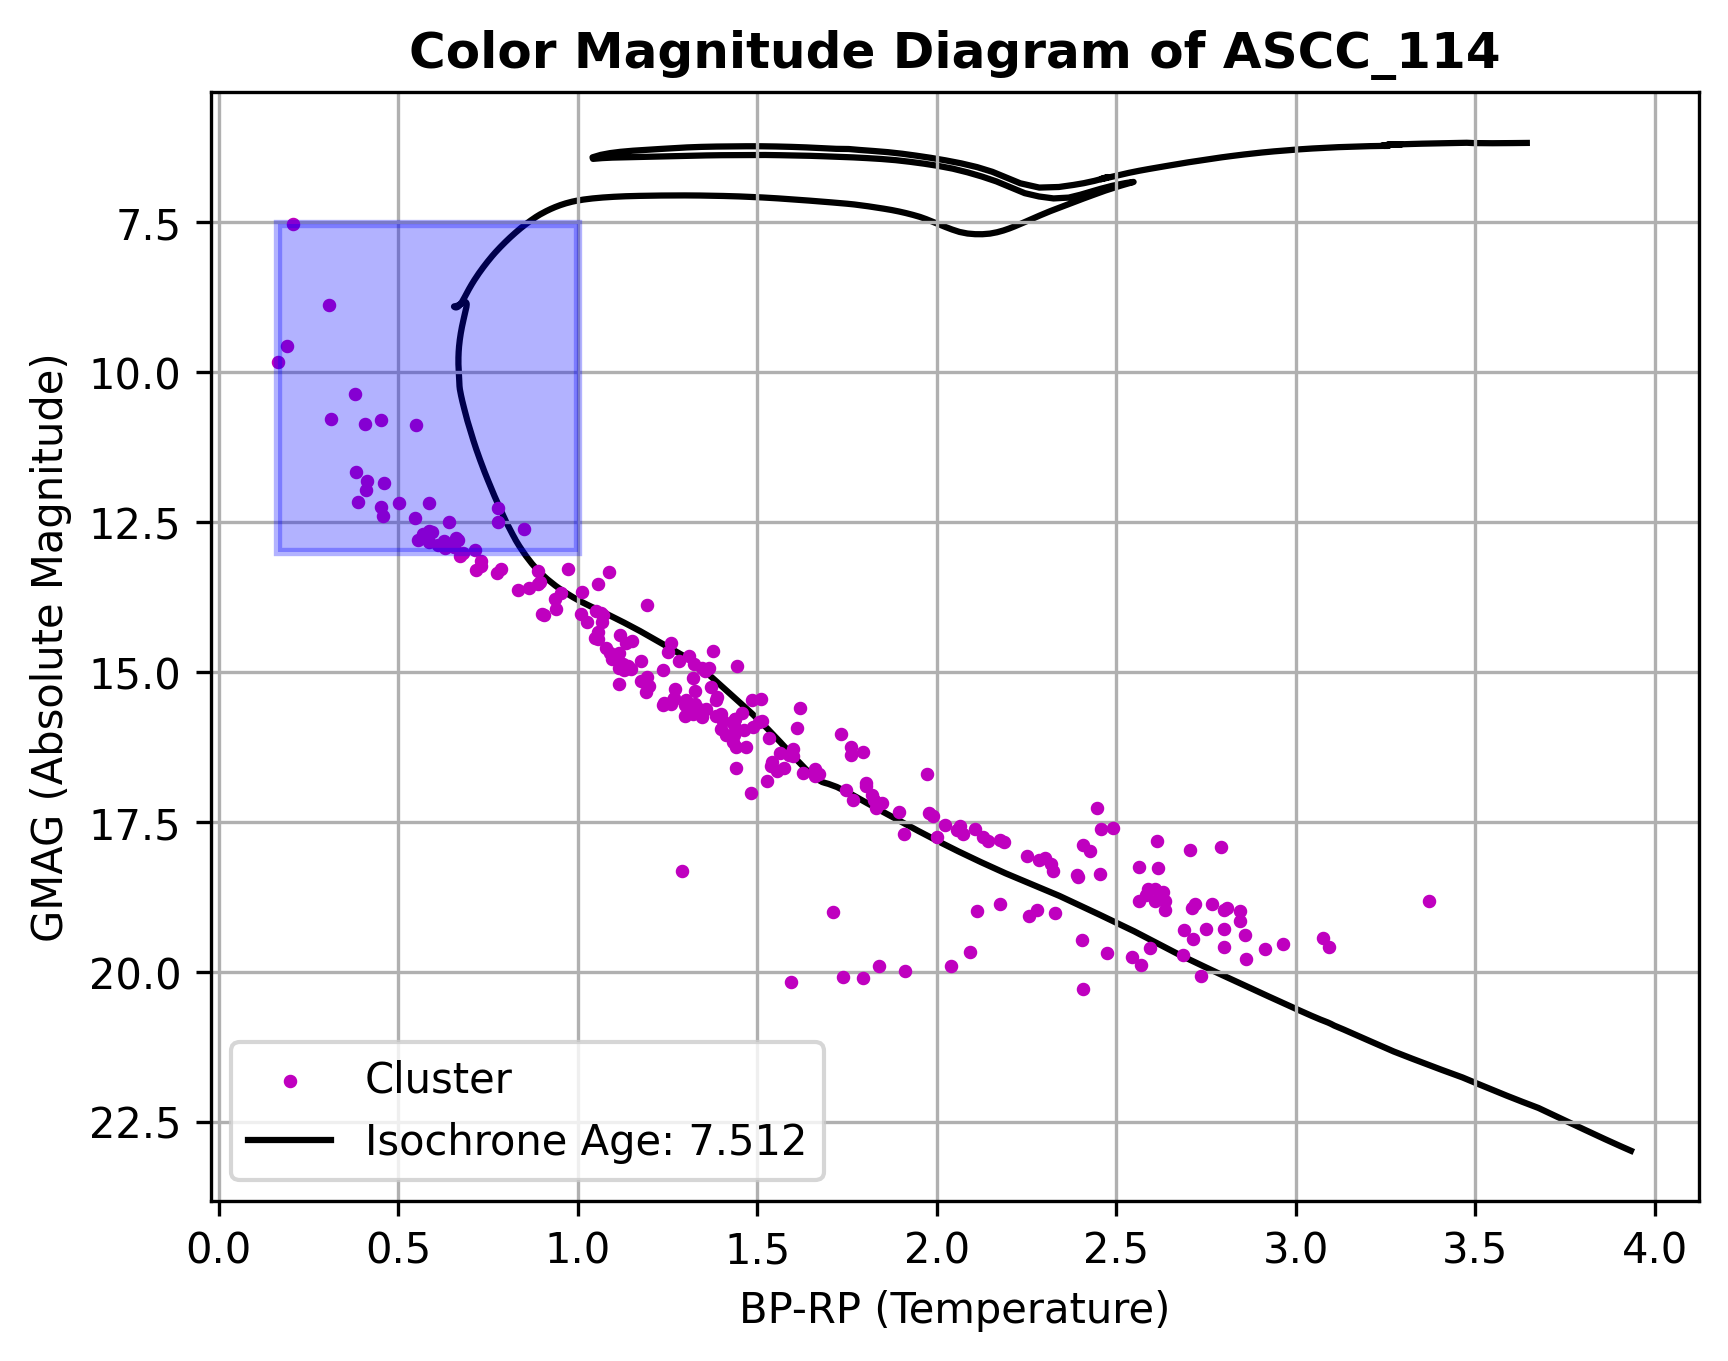 Color Magnitude Diagram of ASCC_114
GMAG (Absolute Magnitude)
7.5
10.0
12.5
15.0
17.5
20.0
22.5
Cluster
Isochrone Age: 7.512
0.0 0.5 1.0 1.5 2.0 2.5 3.0 3.5 4.0
BP-RP (Temperature)